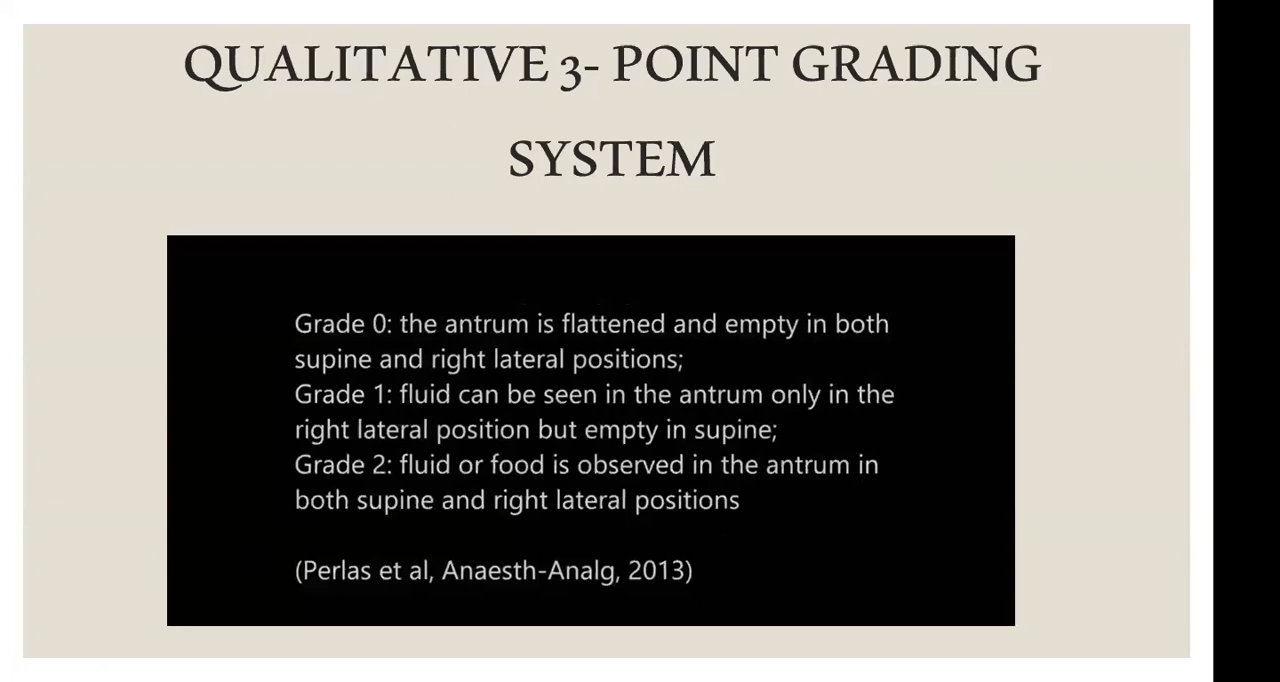 QUALITATIVE 3- POINT GRADING
SYSTEM
Grade 0: the antrum is flattened and empty in both
supine and right lateral positions;
Grade 1: fluid can be seen in the antrum only in the
right lateral position but empty in supine;
Grade 2: fluid or food is observed in the antrum in
both supine and right lateral positions
(Perlas et al, Anaesth-Analg, 2013)